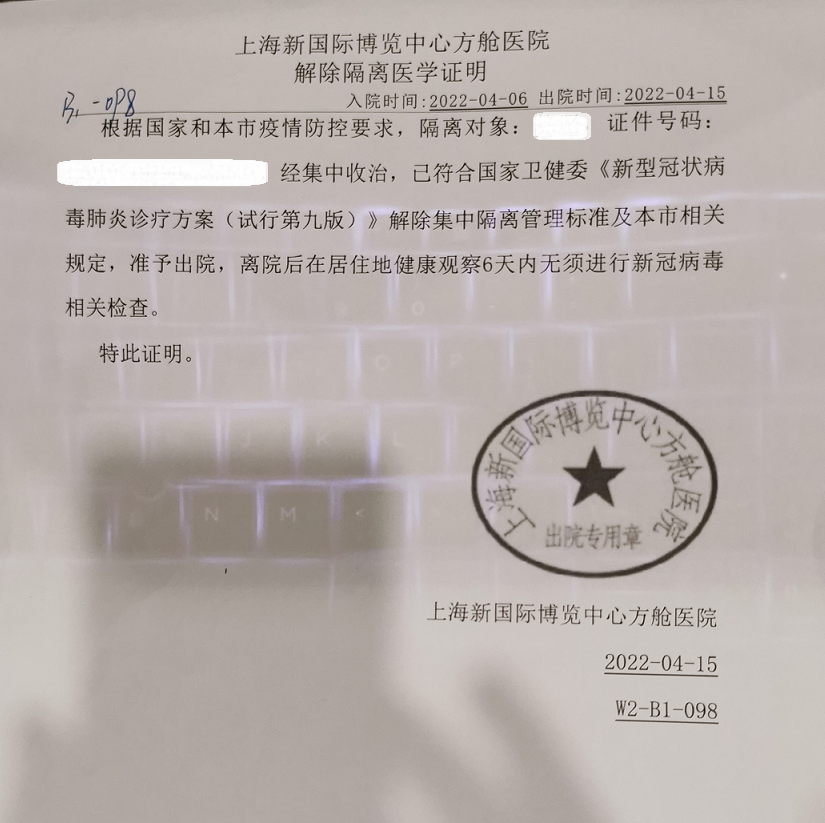 上海新国际博览中心方舱医院
解除隔离医学证明
B1-098
入院时间:2022-04-06 出院时间:2022-04-15
根据国家和本市疫情防控要求，隔离对象： 证件号码：
经集中收治，己符合国家卫健委《新型冠状病
毒肺炎诊疗方案（试行第九版）》解除集中隔离管理标准及本市相关
规定，准予出院，离院后在居住地健康观察6天内无须进行新冠病毒
相关检查。
特此证明。
O
O P
J K L
N M <
上海新国际博览中心方舱医院
出院专用章
上海新国际博览中心方舱医院
2022-04-15
W2-B1-098